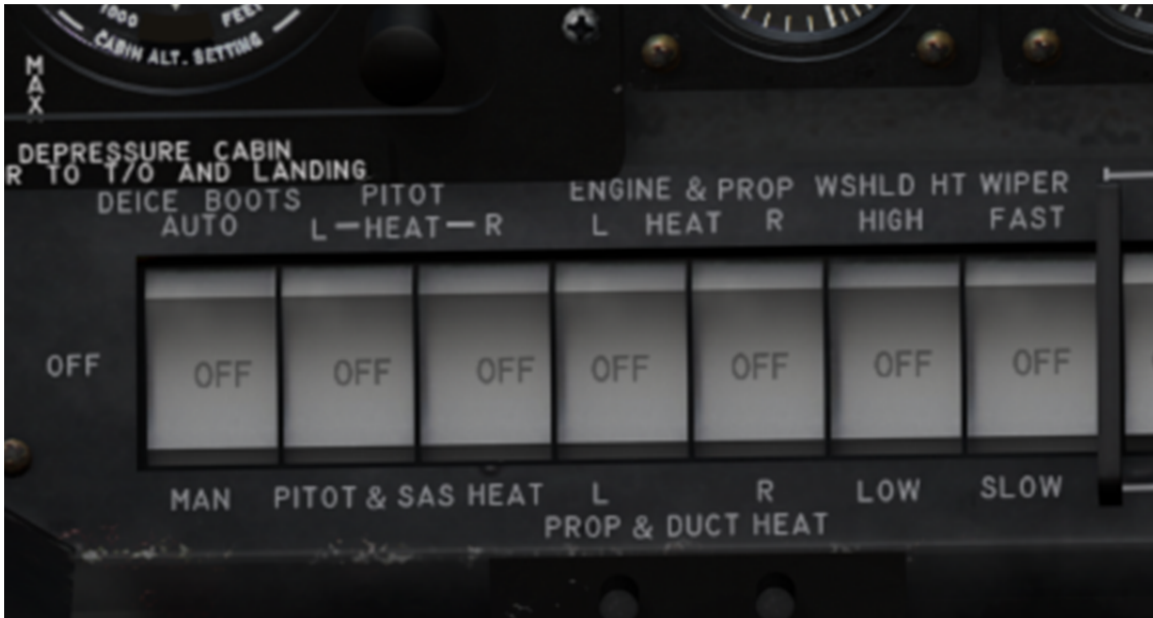 1000 FEET
CABIN ALT. SETTING
MAX
DEPRESSURE CABIN
R TO T/O AND LANDING
DEICE BOOTS PITOT ENGINE & PROP WSHLD HT WIPER
AUTO L HEAT R L HEAT R HIGH FAST
OFF OFF OFF OFF OFF OFF OFF OFF
MAN PITOT & SAS HEAT L R LOW SLOW
PROP & DUCT HEAT